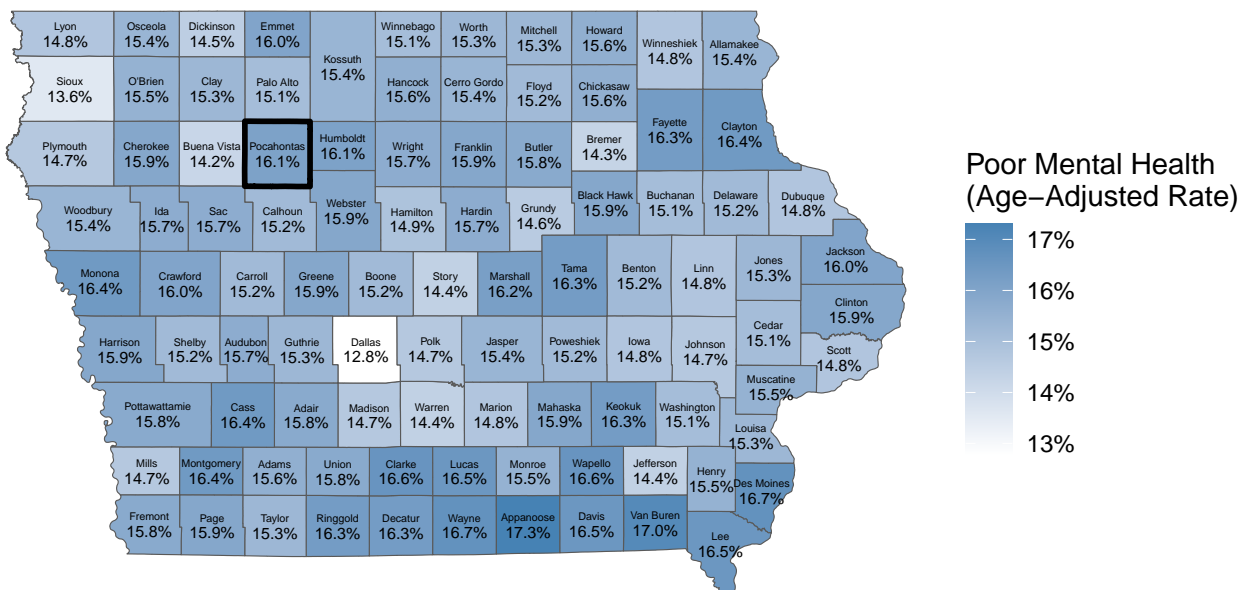 Lyon
14.8%
Osceola
15.4%
Dickinson
14.5%
Emmet
16.0%
Kossuth
15.4%
Winnebago
15.1%
Worth
15.3%
Mitchell
15.3%
Howard
15.6%
Winneshiek
14.8%
Allamakee
15.4%
Sioux
13.6%
O'Brien
15.5%
Clay
15.3%
Palo Alto
15.1%
Hancock
15.6%
Cerro Gordo
15.4%
Floyd
15.2%
Chickasaw
15.6%
Fayette
16.3%
Clayton
16.4%
Plymouth
14.7%
Cherokee
15.9%
Buena Vista
14.2%
Pocahontas
16.1%
Humboldt
16.1%
Wright
15.7%
Franklin
15.9%
Butler
15.8%
Bremer
14.3%
Woodbury
15.4%
Ida
15.7%
Sac
15.7%
Calhoun
15.2%
Webster
15.9%
Hamilton
14.9%
Hardin
15.7%
Grundy
14.6%
Black Hawk
15.9%
Buchanan
15.1%
Delaware
15.2%
Dubuque
14.8%
Monona
16.4%
Crawford
16.0%
Carroll
15.2%
Greene
15.9%
Boone
15.2%
Story
14.4%
Marshall
16.2%
Tama
16.3%
Benton
15.2%
Linn
14.8%
Jones
15.3%
Jackson
16.0%
Clinton
15.9%
Harrison
15.9%
Shelby
15.2%
Audubon
15.7%
Guthrie
15.3%
Dallas
12.8%
Polk
14.7%
Jasper
15.4%
Poweshiek
15.2%
Iowa
14.8%
Johnson
14.7%
Cedar
15.1%
Scott
14.8%
Muscatine
15.5%
Pottawattamie
15.8%
Cass
16.4%
Adair
15.8%
Madison
14.7%
Warren
14.4%
Marion
14.8%
Mahaska
15.9%
Keokuk
16.3%
Washington
15.1%
Louisa
15.3%
Mills
14.7%
Montgomery
16.4%
Adams
15.6%
Union
15.8%
Clarke
16.6%
Lucas
16.5%
Monroe
15.5%
Wapello
16.6%
Jefferson
14.4%
Henry
15.5%
Des Moines
16.7%
Fremont
15.8%
Page
15.9%
Taylor
15.3%
Ringgold
16.3%
Decatur
16.3%
Wayne
16.7%
Appanoose
17.3%
Davis
16.5%
Van Buren
17.0%
Lee
16.5%
Poor Mental Health
(Age−Adjusted Rate)
17%
16%
15%
14%
13%